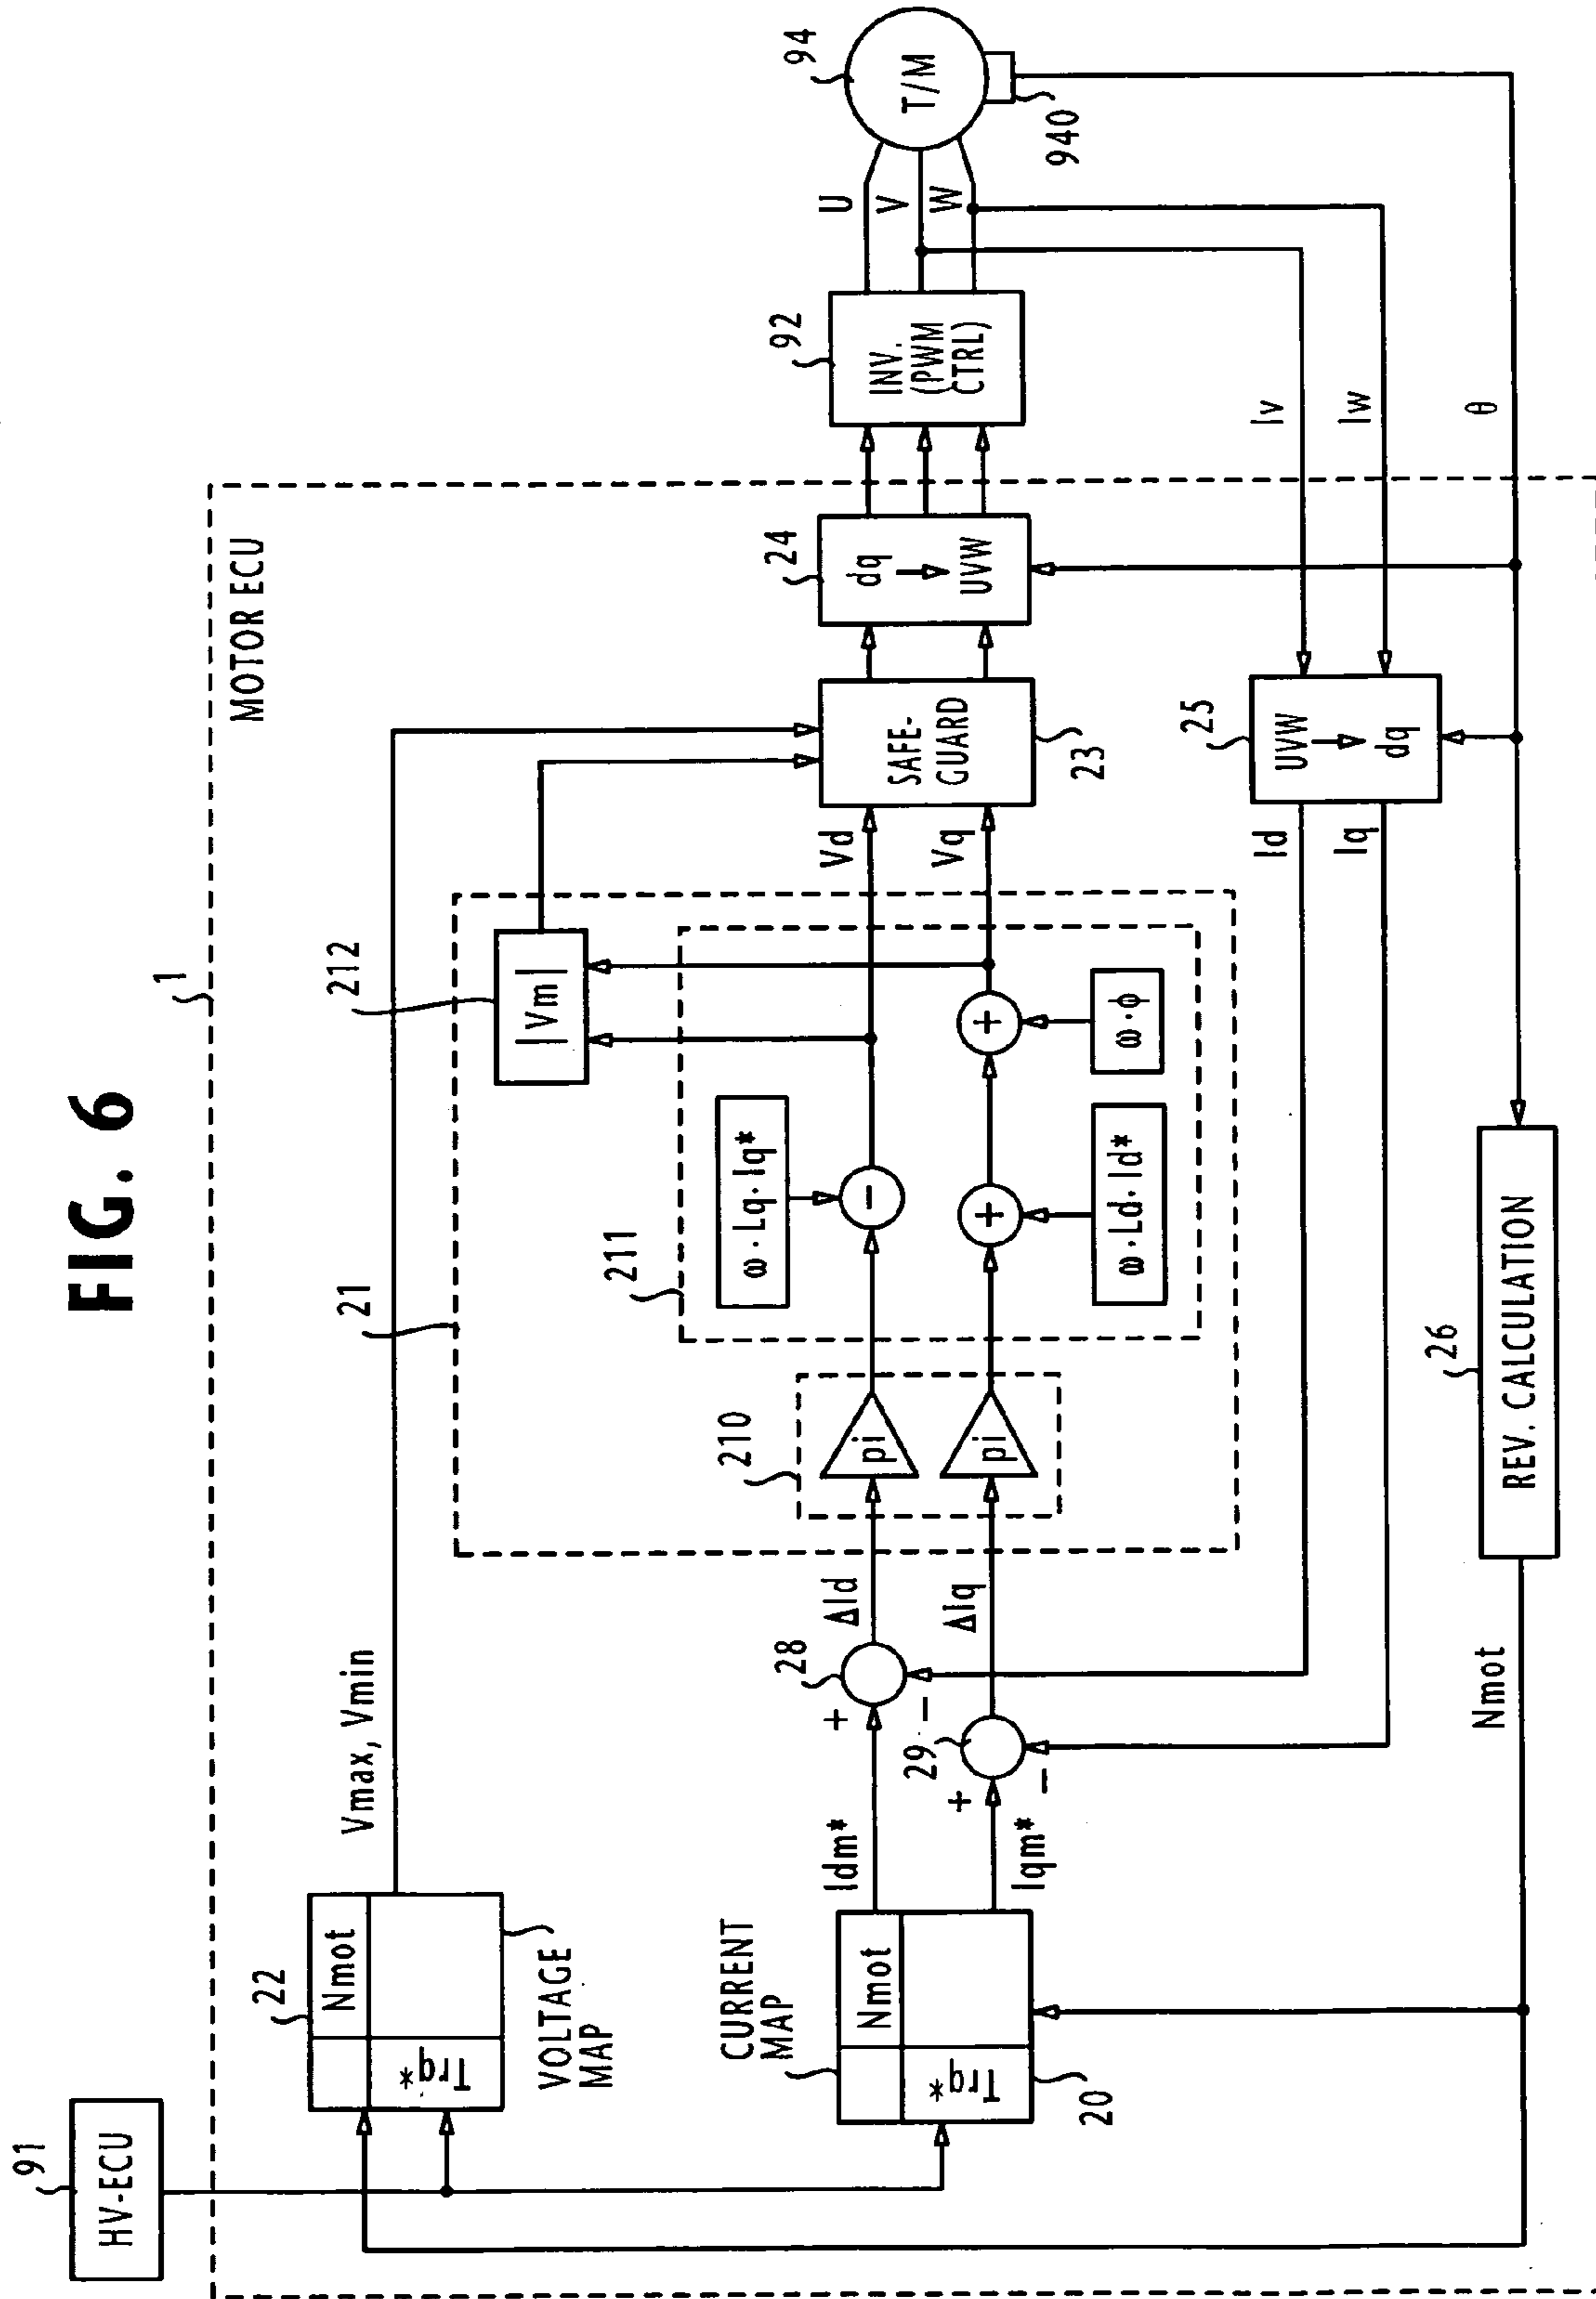 FIG. 6
91
HV-ECU
1
MOTOR ECU
22
Nmot
Trq*
VOLTAGE
MAP
Vmax, Vmin
21
212
|Vm|
CURRENT
MAP
Nmot
Trq*
20
Idm*
Iqm*
+
−
28
+
−
29
ΔId
ΔIq
210
pi
pi
211
ω·Lq·Iq*
−
+
ω·Ld·Id*
+
ω·ϕ
Vd
Vq
SAFE-
GUARD
23
24
dq
UVW
92
INV.
(PWM
CTRL)
U
V
W
94
T/M
940
Iv
Iw
θ
25
UVW
dq
Id
Iq
26
REV. CALCULATION
Nmot